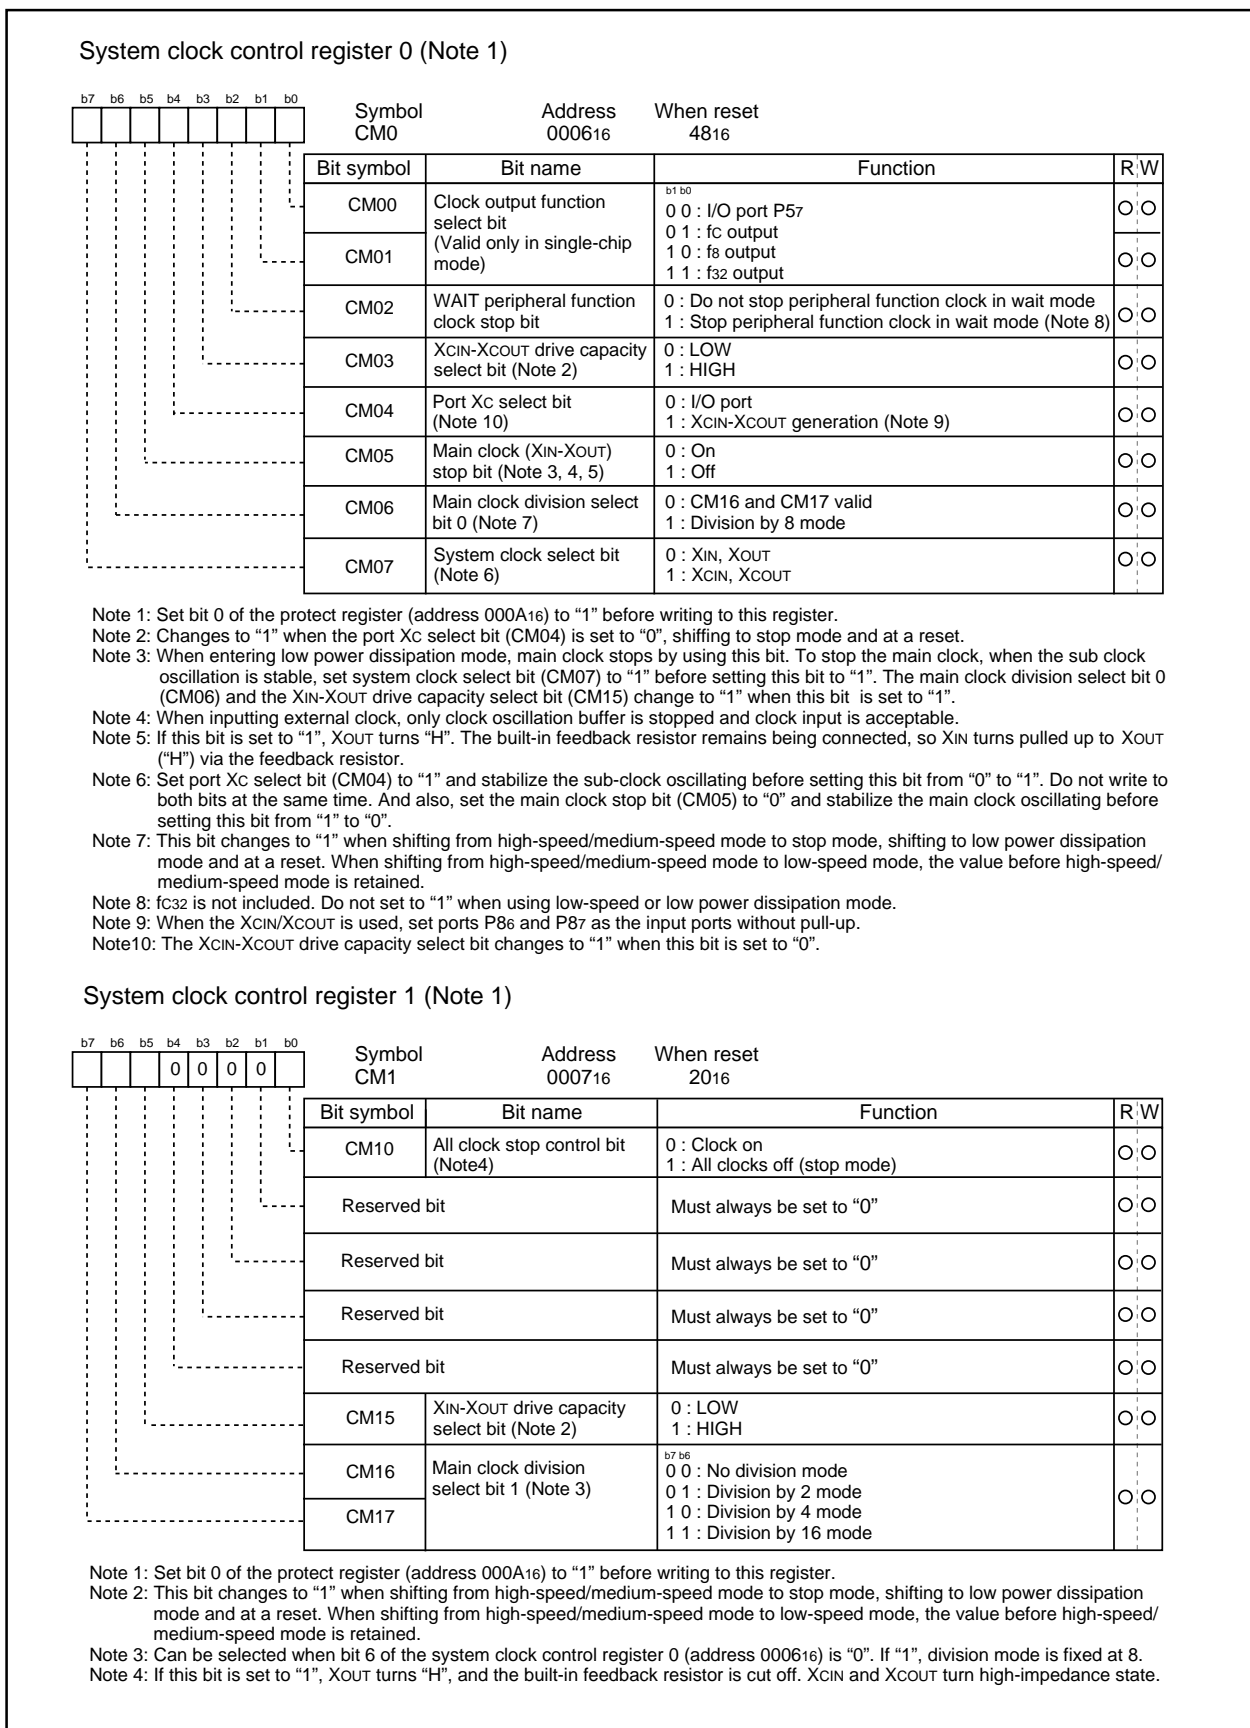 System clock control register 0 (Note 1)
b7 b6 b5 b4 b3 b2 b1 b0
Symbol Address When reset
CM0 000616 4816
Bit symbol Bit name Function R W
CM00 Clock output function select bit (Valid only in single-chip mode)
b1 b0
0 0 : I/O port P57
0 1 : fC output
1 0 : f8 output
1 1 : f32 output
CM01
CM02 WAIT peripheral function clock stop bit
0 : Do not stop peripheral function clock in wait mode
1 : Stop peripheral function clock in wait mode (Note 8)
CM03 XCIN-XCOUT drive capacity select bit (Note 2)
0 : LOW
1 : HIGH
CM04 Port XC select bit (Note 10)
0 : I/O port
1 : XCIN-XCOUT generation (Note 9)
CM05 Main clock (XIN-XOUT) stop bit (Note 3, 4, 5)
0 : On
1 : Off
CM06 Main clock division select bit 0 (Note 7)
0 : CM16 and CM17 valid
1 : Division by 8 mode
CM07 System clock select bit (Note 6)
0 : XIN, XOUT
1 : XCIN, XCOUT
Note 1: Set bit 0 of the protect register (address 000A16) to “1” before writing to this register.
Note 2: Changes to “1” when the port XC select bit (CM04) is set to “0”, shiffing to stop mode and at a reset.
Note 3: When entering low power dissipation mode, main clock stops by using this bit. To stop the main clock, when the sub clock
oscillation is stable, set system clock select bit (CM07) to “1” before setting this bit to “1”. The main clock division select bit 0
(CM06) and the XIN-XOUT drive capacity select bit (CM15) change to “1” when this bit is set to “1”.
Note 4: When inputting external clock, only clock oscillation buffer is stopped and clock input is acceptable.
Note 5: If this bit is set to “1”, XOUT turns “H”. The built-in feedback resistor remains being connected, so XIN turns pulled up to XOUT
(“H”) via the feedback resistor.
Note 6: Set port XC select bit (CM04) to “1” and stabilize the sub-clock oscillating before setting this bit from “0” to “1”. Do not write to
both bits at the same time. And also, set the main clock stop bit (CM05) to “0” and stabilize the main clock oscillating before
setting this bit from “1” to “0”.
Note 7: This bit changes to “1” when shifting from high-speed/medium-speed mode to stop mode, shifting to low power dissipation
mode and at a reset. When shifting from high-speed/medium-speed mode to low-speed mode, the value before high-speed/
medium-speed mode is retained.
Note 8: fC32 is not included. Do not set to “1” when using low-speed or low power dissipation mode.
Note 9: When the XCIN/XCOUT is used, set ports P86 and P87 as the input ports without pull-up.
Note10: The XCIN-XCOUT drive capacity select bit changes to “1” when this bit is set to “0”.
System clock control register 1 (Note 1)
b7 b6 b5 b4 b3 b2 b1 b0
0 0 0 0
Symbol Address When reset
CM1 000716 2016
Bit symbol Bit name Function R W
CM10 All clock stop control bit (Note4)
0 : Clock on
1 : All clocks off (stop mode)
Reserved bit Must always be set to “0”
Reserved bit Must always be set to “0”
Reserved bit Must always be set to “0”
Reserved bit Must always be set to “0”
CM15 XIN-XOUT drive capacity select bit (Note 2)
0 : LOW
1 : HIGH
CM16 Main clock division select bit 1 (Note 3)
b7 b6
0 0 : No division mode
0 1 : Division by 2 mode
1 0 : Division by 4 mode
1 1 : Division by 16 mode
CM17
Note 1: Set bit 0 of the protect register (address 000A16) to “1” before writing to this register.
Note 2: This bit changes to “1” when shifting from high-speed/medium-speed mode to stop mode, shifting to low power dissipation
mode and at a reset. When shifting from high-speed/medium-speed mode to low-speed mode, the value before high-speed/
medium-speed mode is retained.
Note 3: Can be selected when bit 6 of the system clock control register 0 (address 000616) is “0”. If “1”, division mode is fixed at 8.
Note 4: If this bit is set to “1”, XOUT turns “H”, and the built-in feedback resistor is cut off. XCIN and XCOUT turn high-impedance state.